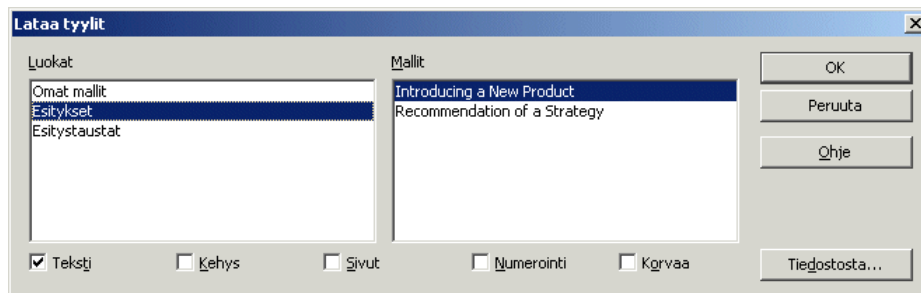 Lataa tyylit
Luokat
Mallit
Omat mallit
Esitykset
Esitystaustat
Introducing a New Product
Recommendation of a Strategy
OK
Peruuta
Ohje
Teksti
Kehys
Sivut
Numerointi
Korvaa
Tiedostosta...